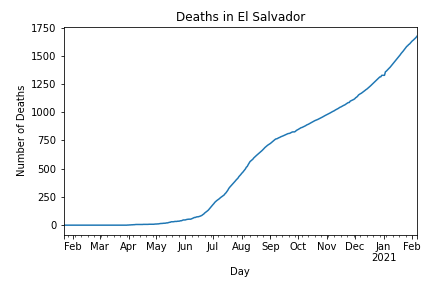 Deaths in El Salvador
1750
1500
1250
1000
750
500
250
0
Number of Deaths
Feb Mar Apr May Jun Jul Aug Sep Oct Nov Dec Jan Feb
2021
Day